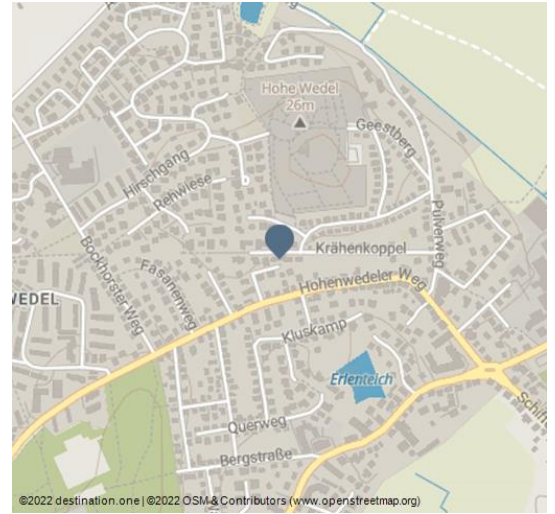 Hohe Wedel
26m
Geestberg
Hirschgang
Rehwiese
Pulverweg
Krähenkoppel
Bockhorster Weg
Fasanenweg
Hohenwedeler Weg
WEDEL
Kluskamp
Erlenteich
Querweg
Bergstraße
Schiff
©2022 destination.one | ©2022 OSM & Contributors (www.openstreetmap.org)